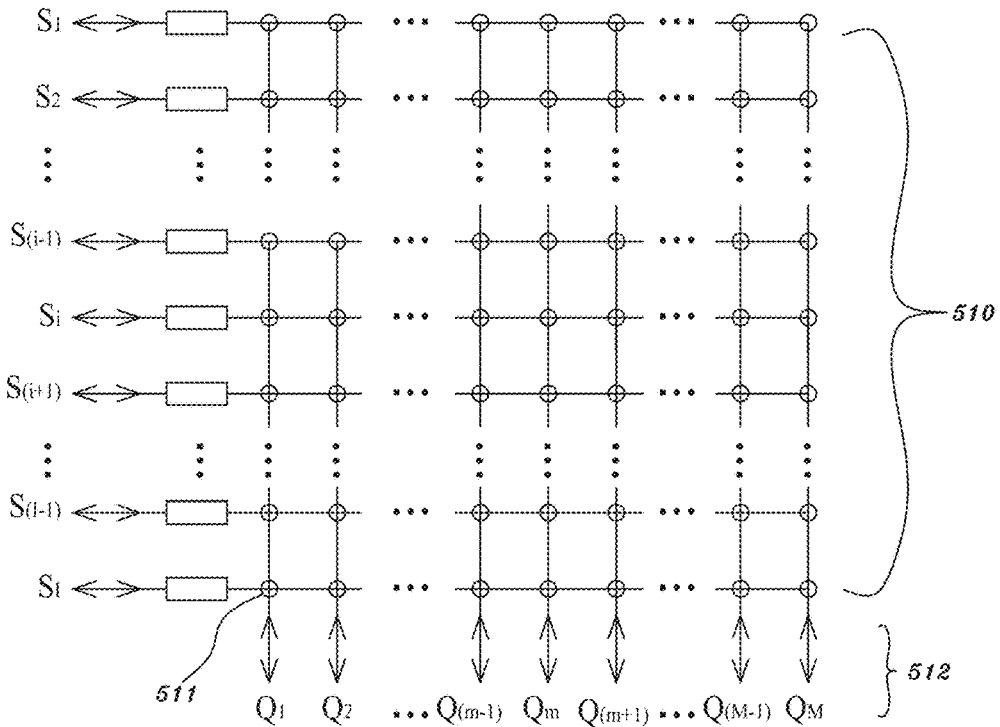 S1
S2
S(i-1)
Si
510
S(i+1)
S(I-1)
SI
511
512
Q1 Q2 ••• Q(m-1) Qm Q(m+1) ••• Q(M-1) QM